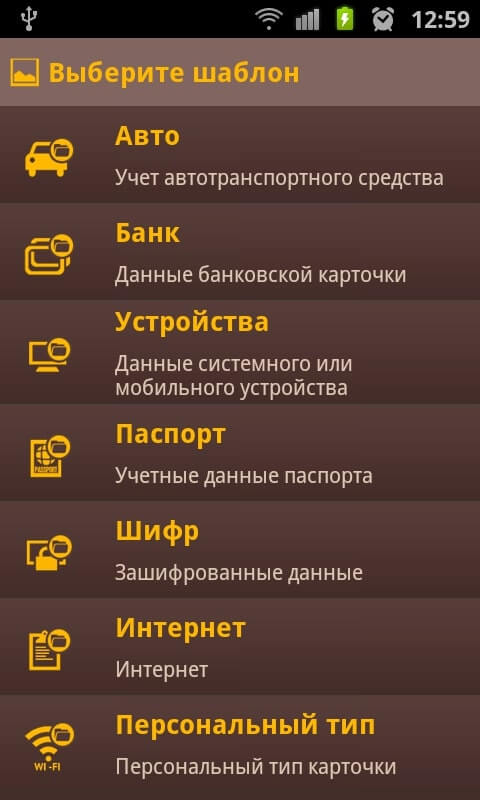 12:59
Выберите шаблон
Авто
Учет автотранспортного средства
Банк
Данные банковской карточки
Устройства
Данные системного или
мобильного устройства
Паспорт
Учетные данные паспорта
PASSPORT
Шифр
Зашифрованные данные
Интернет
Интернет
Персональный тип
Персональный тип карточки
WI-FI